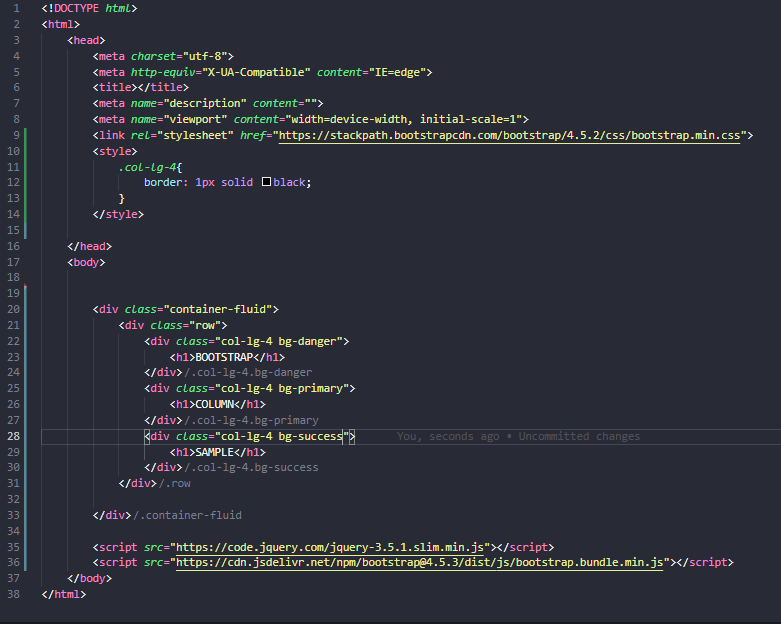 1 <!DOCTYPE html>
2 <html>
3     <head>
4         <meta charset="utf-8">
5         <meta http-equiv="X-UA-Compatible" content="IE=edge">
6         <title></title>
7         <meta name="description" content="">
8         <meta name="viewport" content="width=device-width, initial-scale=1">
9         <link rel="stylesheet" href="https://stackpath.bootstrapcdn.com/bootstrap/4.5.2/css/bootstrap.min.css">
10         <style>
11             .col-lg-4{
12                 border: 1px solid black;
13             }
14         </style>
15
16     </head>
17     <body>
18
19
20         <div class="container-fluid">
21             <div class="row">
22                 <div class="col-lg-4 bg-danger">
23                     <h1>BOOTSTRAP</h1>
24                 </div>/.col-lg-4.bg-danger
25                 <div class="col-lg-4 bg-primary">
26                     <h1>COLUMN</h1>
27                 </div>/.col-lg-4.bg-primary
28                 <div class="col-lg-4 bg-success"> You, seconds ago • Uncommitted changes
29                     <h1>SAMPLE</h1>
30                 </div>/.col-lg-4.bg-success
31             </div>/.row
32
33         </div>/.container-fluid
34
35         <script src="https://code.jquery.com/jquery-3.5.1.slim.min.js"></script>
36         <script src="https://cdn.jsdelivr.net/npm/bootstrap@4.5.3/dist/js/bootstrap.bundle.min.js"></script>
37     </body>
38 </html>